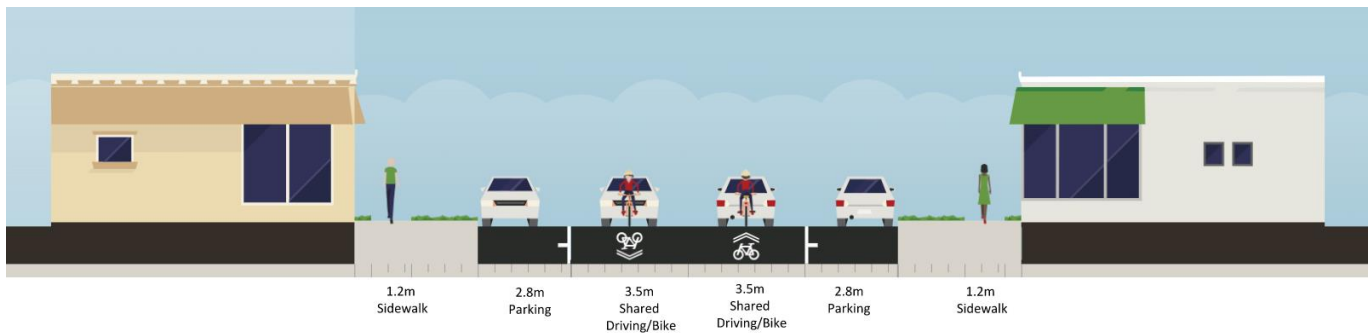 1.2m
Sidewalk
2.8m
Parking
3.5m
Shared
Driving/Bike
3.5m
Shared
Driving/Bike
2.8m
Parking
1.2m
Sidewalk